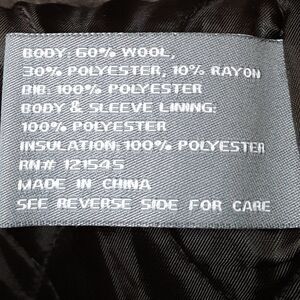 BODY: 60% WOOL,
30% POLYESTER, 10% RAYON
BIB: 100% POLYESTER
BODY & SLEEVE LINING:
100% POLYESTER
INSULATION: 100% POLYESTER
RN# 121545
MADE IN CHINA
SEE REVERSE SIDE FOR CARE